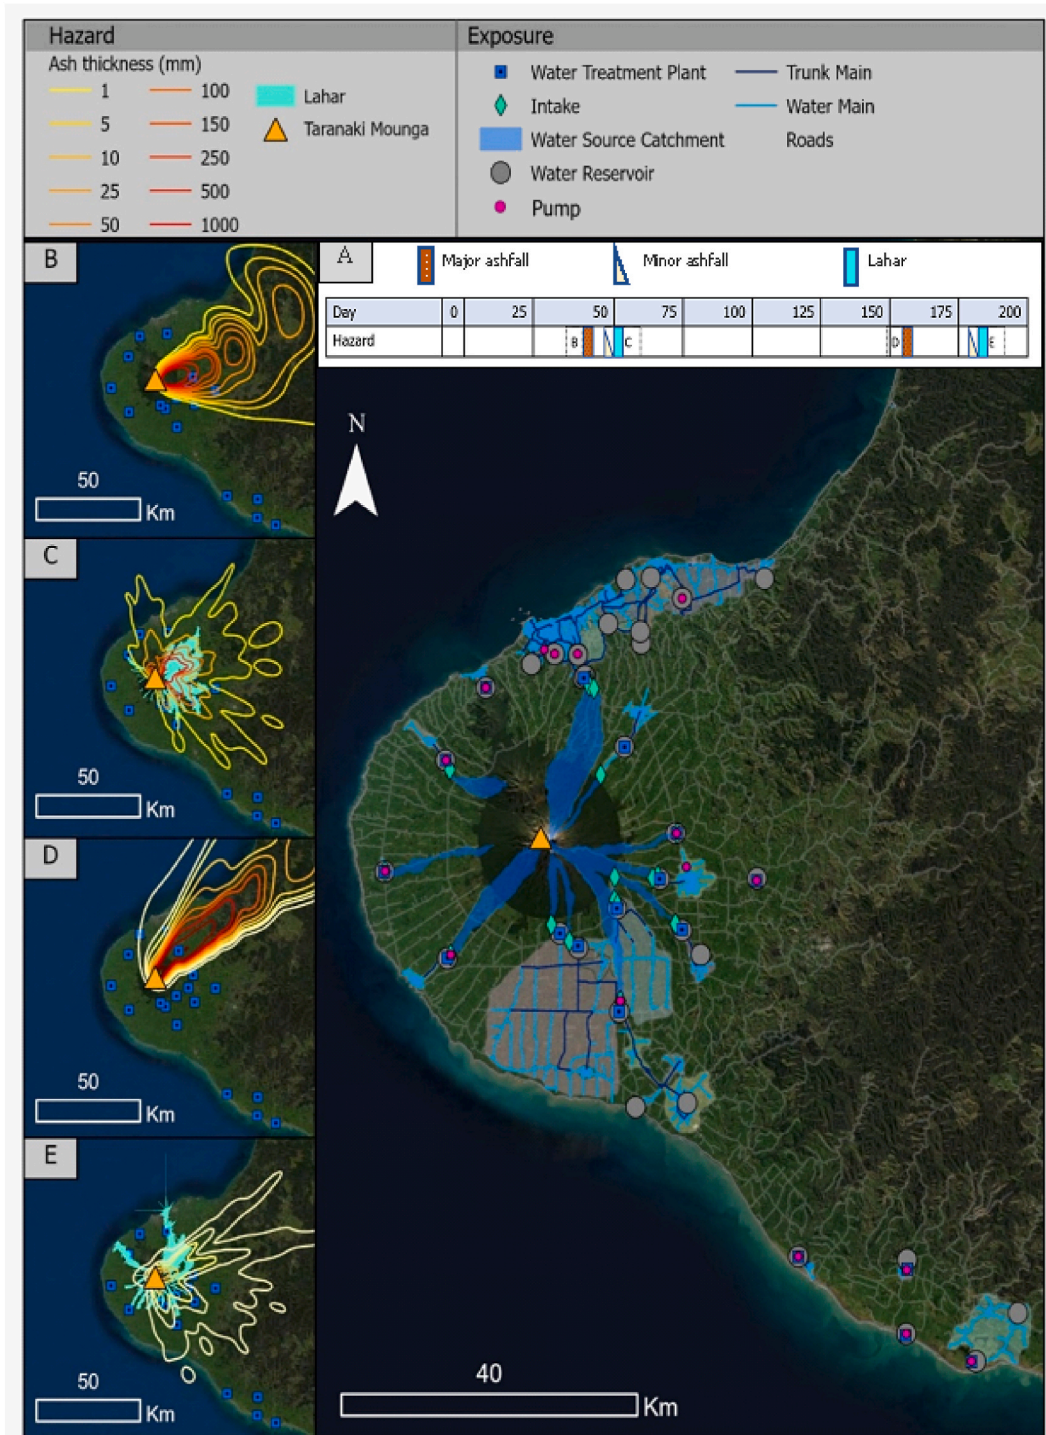 Hazard
Ash thickness (mm)
1
5
10
25
50
100
150
250
500
1000
Lahar
Taranaki Mounga
Exposure
Water Treatment Plant
Intake
Water Source Catchment
Water Reservoir
Pump
Trunk Main
Water Main
Roads
A
Major ashfall
Minor ashfall
Lahar
Day 0 25 50 75 100 125 150 175 200
Hazard B C D E
N
40
Km
B
50
Km
C
50
Km
D
50
Km
E
50
Km